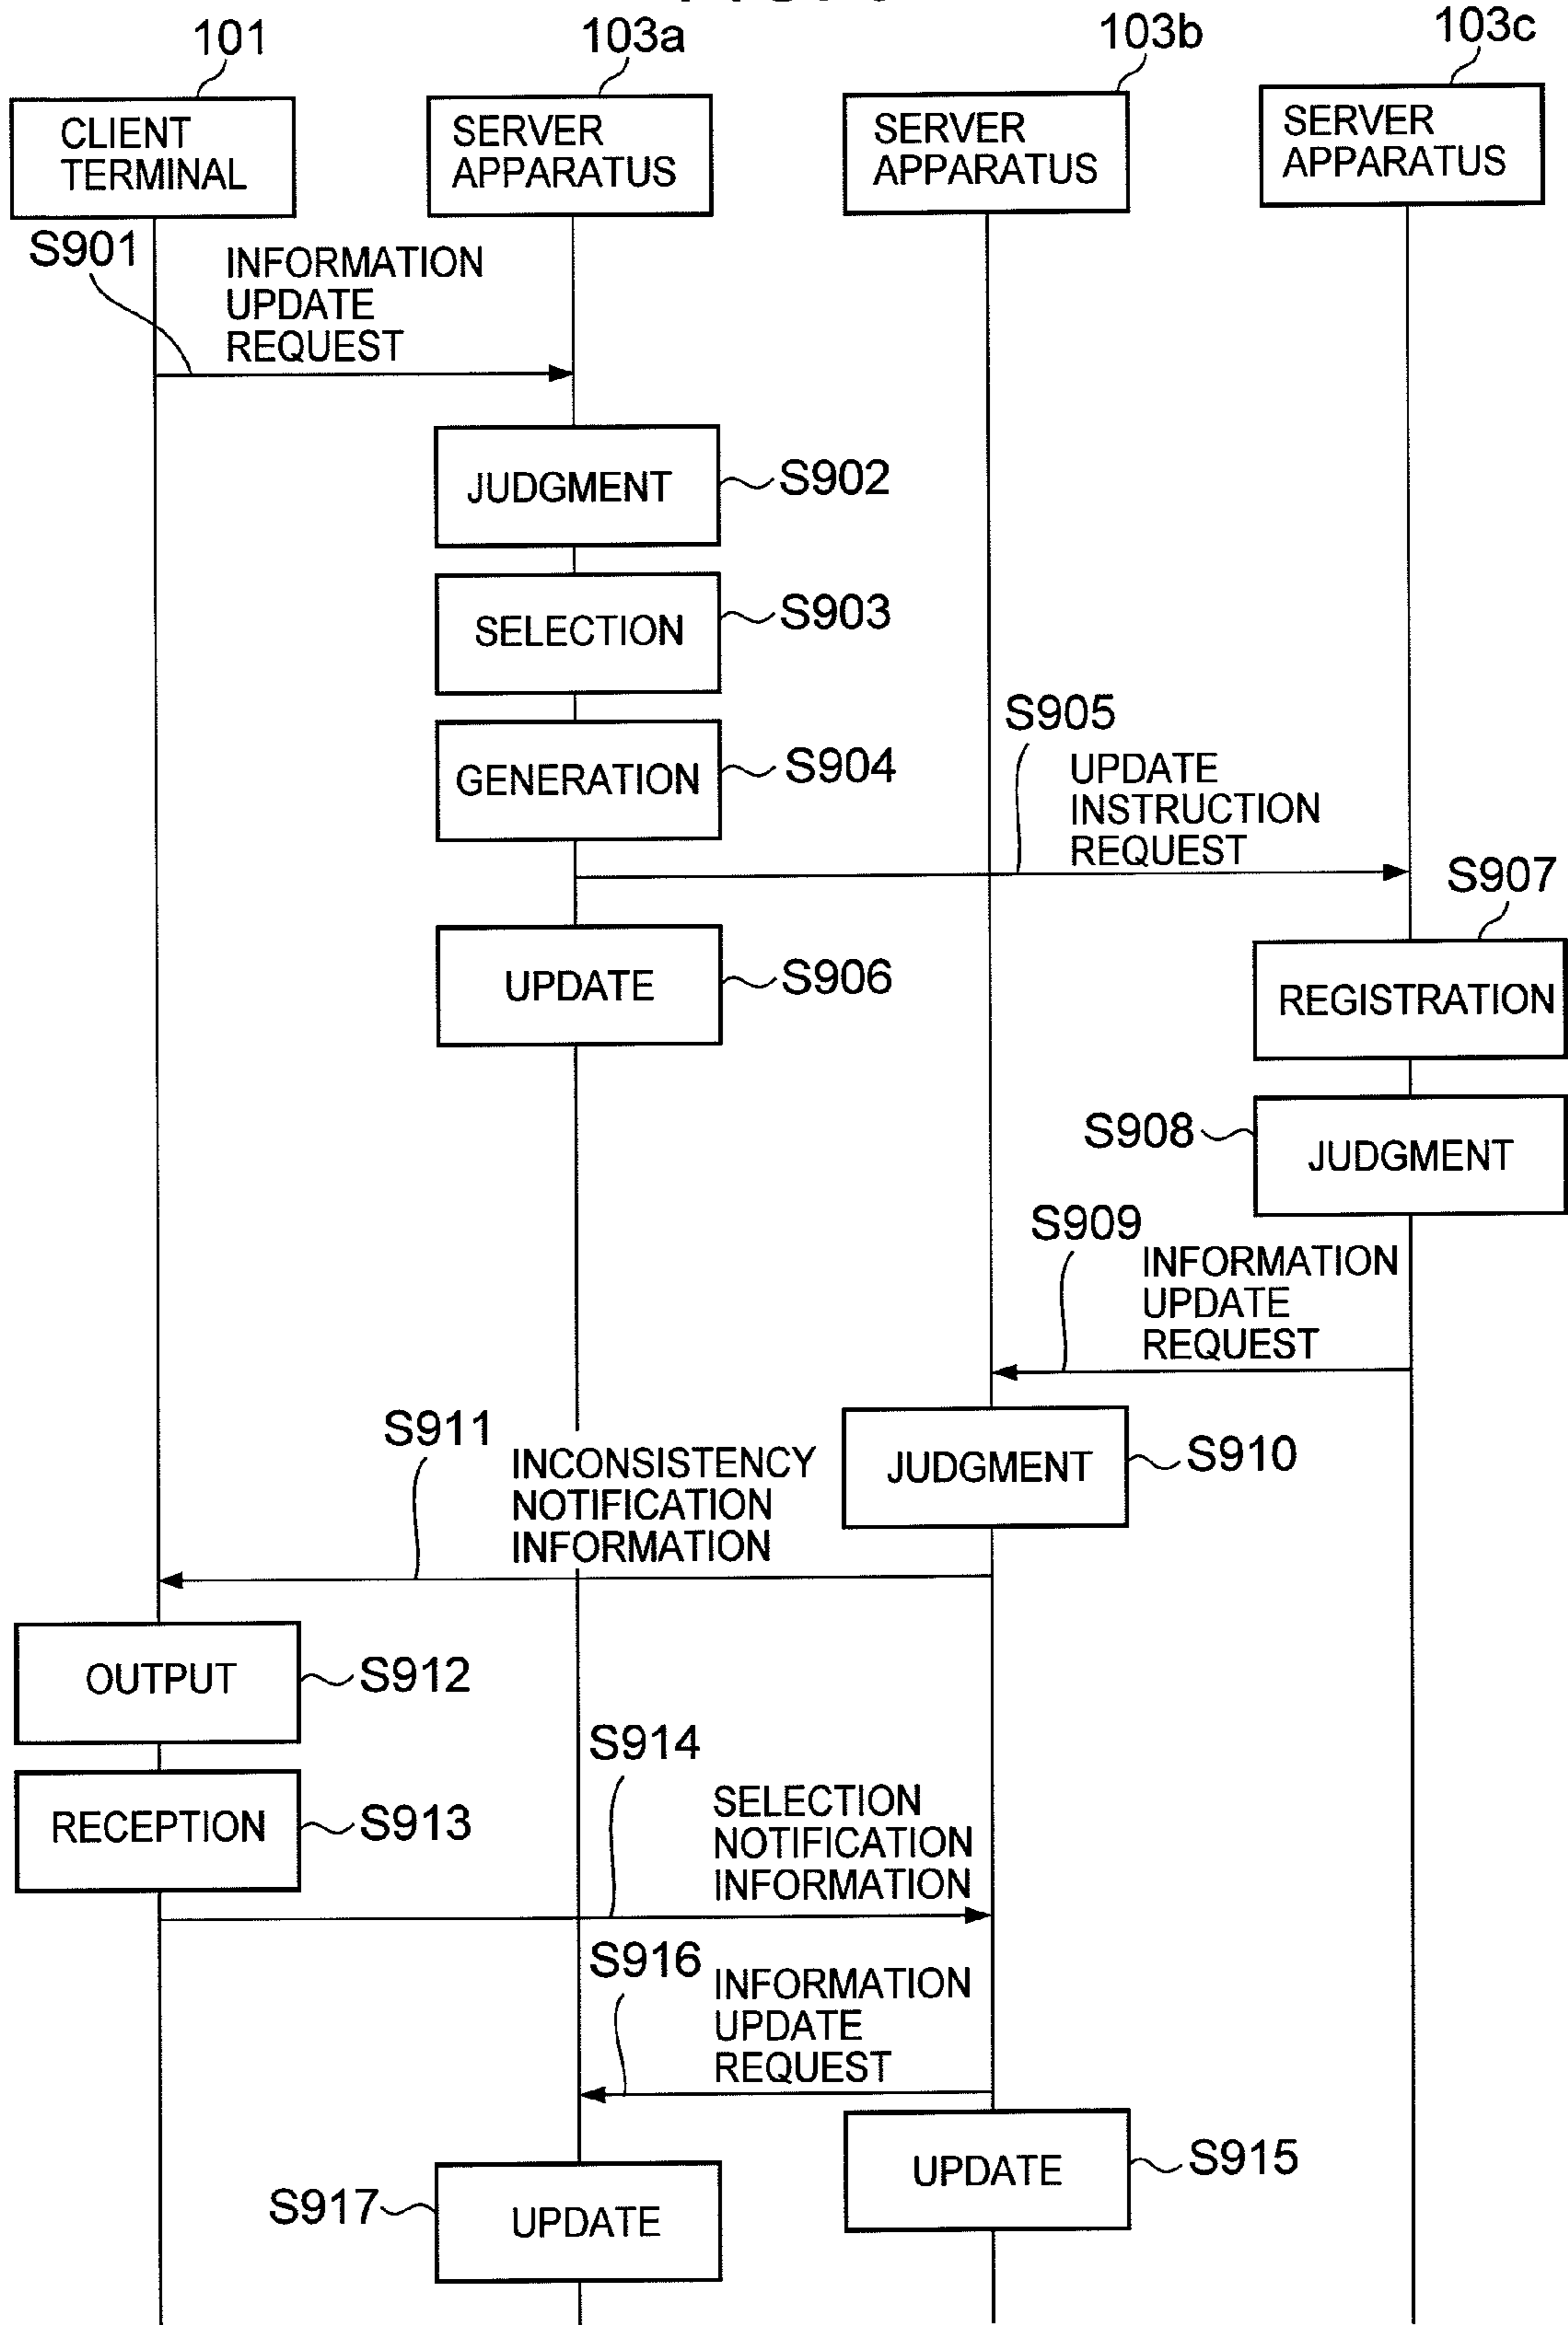 101
103a
103b
103c
CLIENT
TERMINAL
SERVER
APPARATUS
SERVER
APPARATUS
SERVER
APPARATUS
S901
INFORMATION
UPDATE
REQUEST
JUDGMENT
S902
SELECTION
S903
GENERATION
S904
S905
UPDATE
INSTRUCTION
REQUEST
UPDATE
S906
S907
REGISTRATION
S908
JUDGMENT
S909
INFORMATION
UPDATE
REQUEST
JUDGMENT
S910
S911
INCONSISTENCY
NOTIFICATION
INFORMATION
OUTPUT
S912
RECEPTION
S913
S914
SELECTION
NOTIFICATION
INFORMATION
S916
INFORMATION
UPDATE
REQUEST
UPDATE
S915
S917
UPDATE